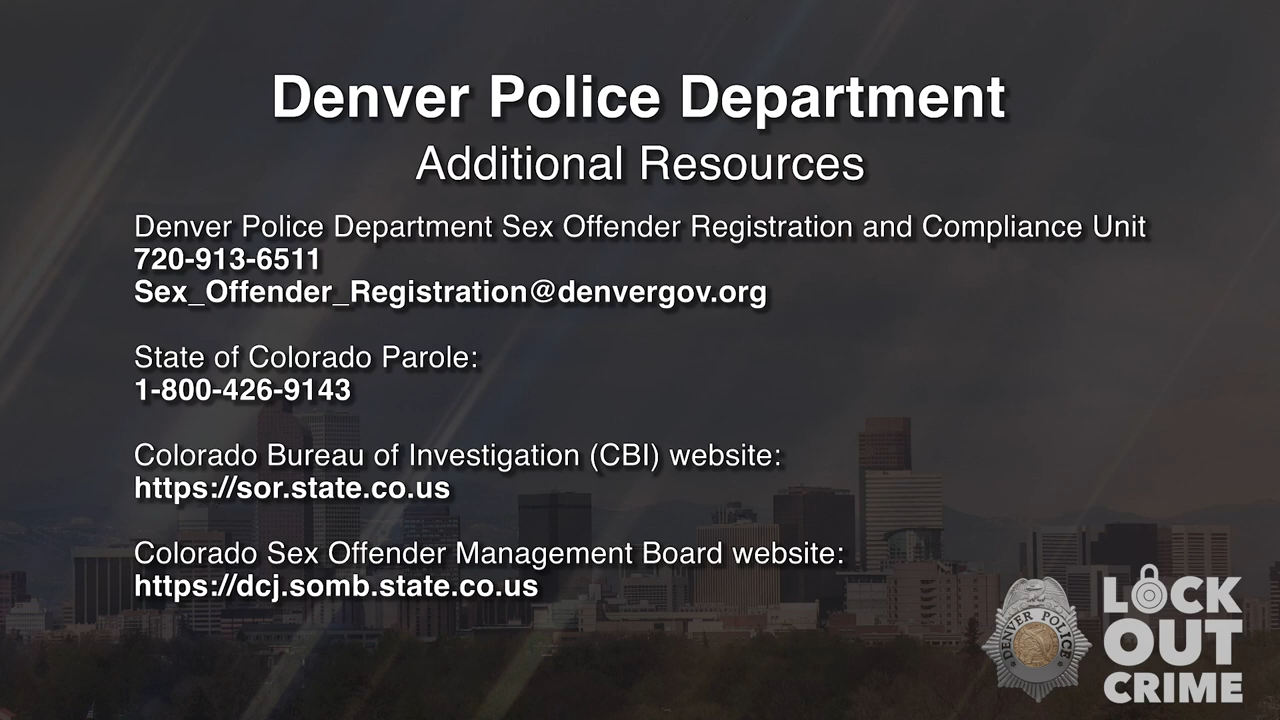 Denver Police Department
Additional Resources
Denver Police Department Sex Offender Registration and Compliance Unit
720-913-6511
Sex_Offender_Registration@denvergov.org
State of Colorado Parole:
1-800-426-9143
Colorado Bureau of Investigation (CBI) website:
https://sor.state.co.us
Colorado Sex Offender Management Board website:
https://dcj.somb.state.co.us
DENVER POLICE
LOCK
OUT
CRIME